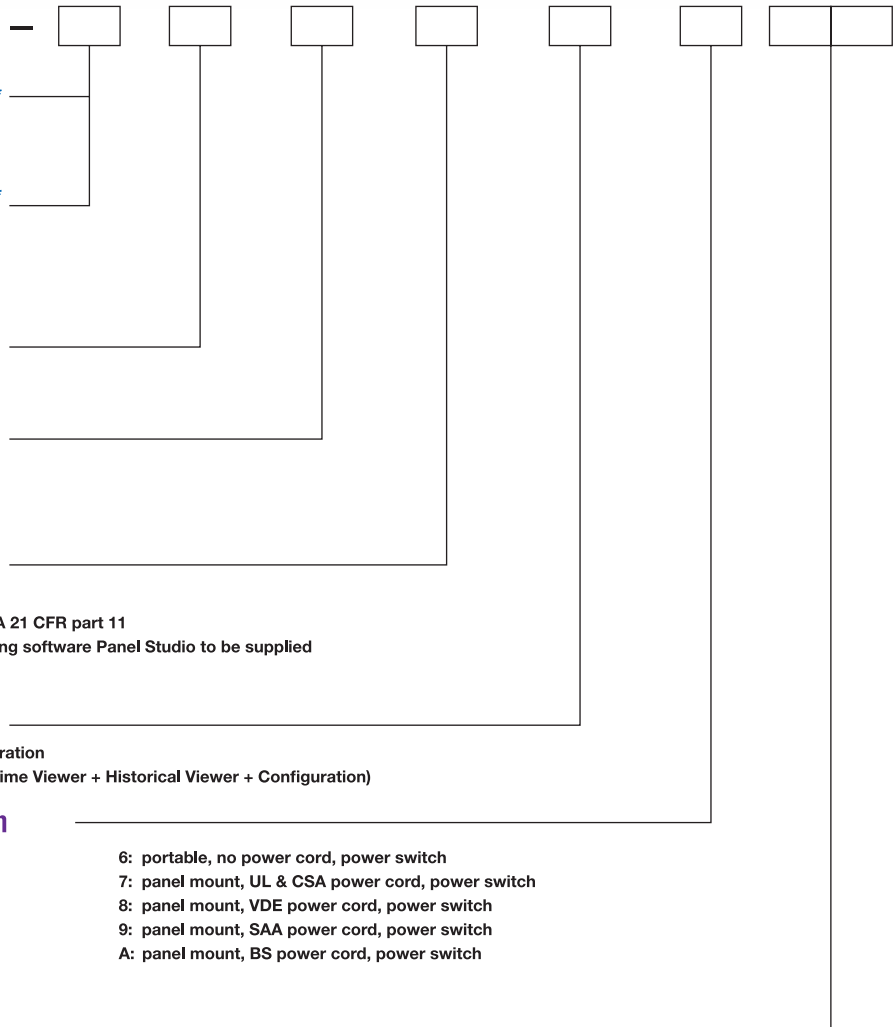 —
A 21 CFR part 11
ng software Panel Studio to be supplied
ration
ime Viewer + Historical Viewer + Configuration)
6: portable, no power cord, power switch
7: panel mount, UL & CSA power cord, power switch
8: panel mount, VDE power cord, power switch
9: panel mount, SAA power cord, power switch
A: panel mount, BS power cord, power switch